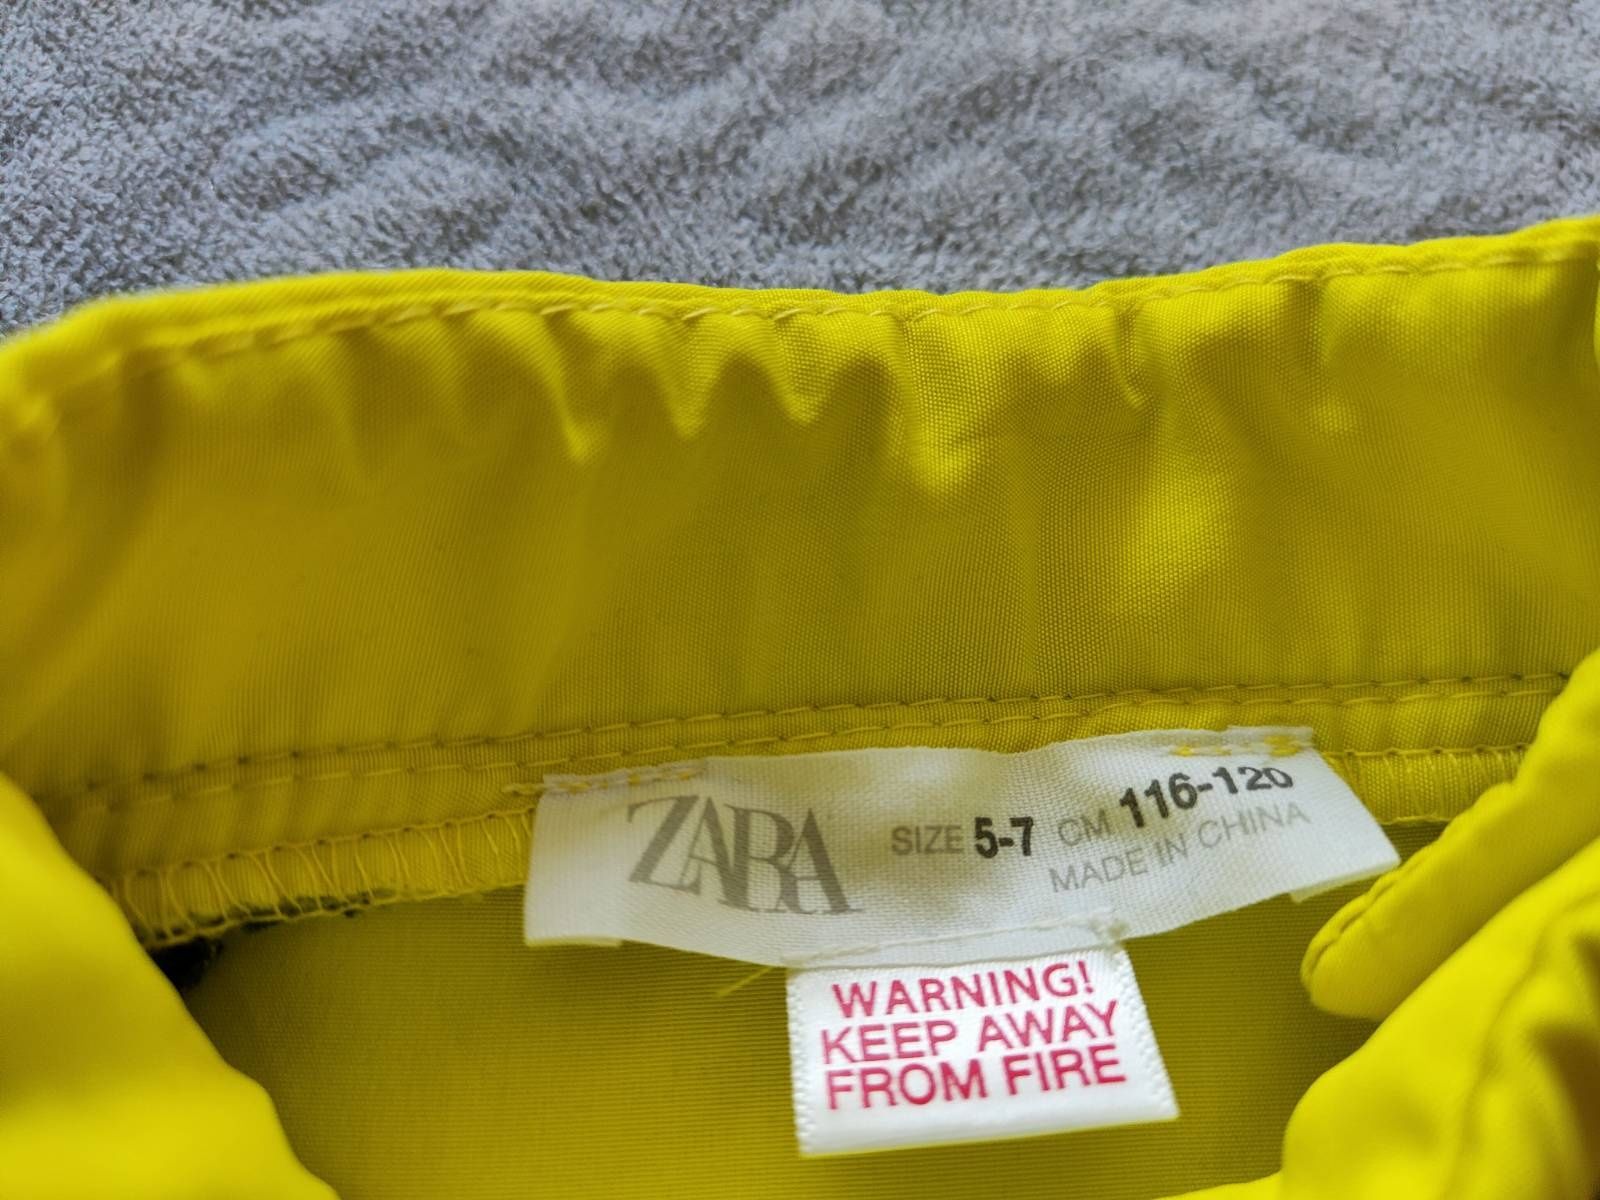 ZARA SIZE 5-7 CM 116-120
MADE IN CHINA
WARNING!
KEEP AWAY
FROM FIRE